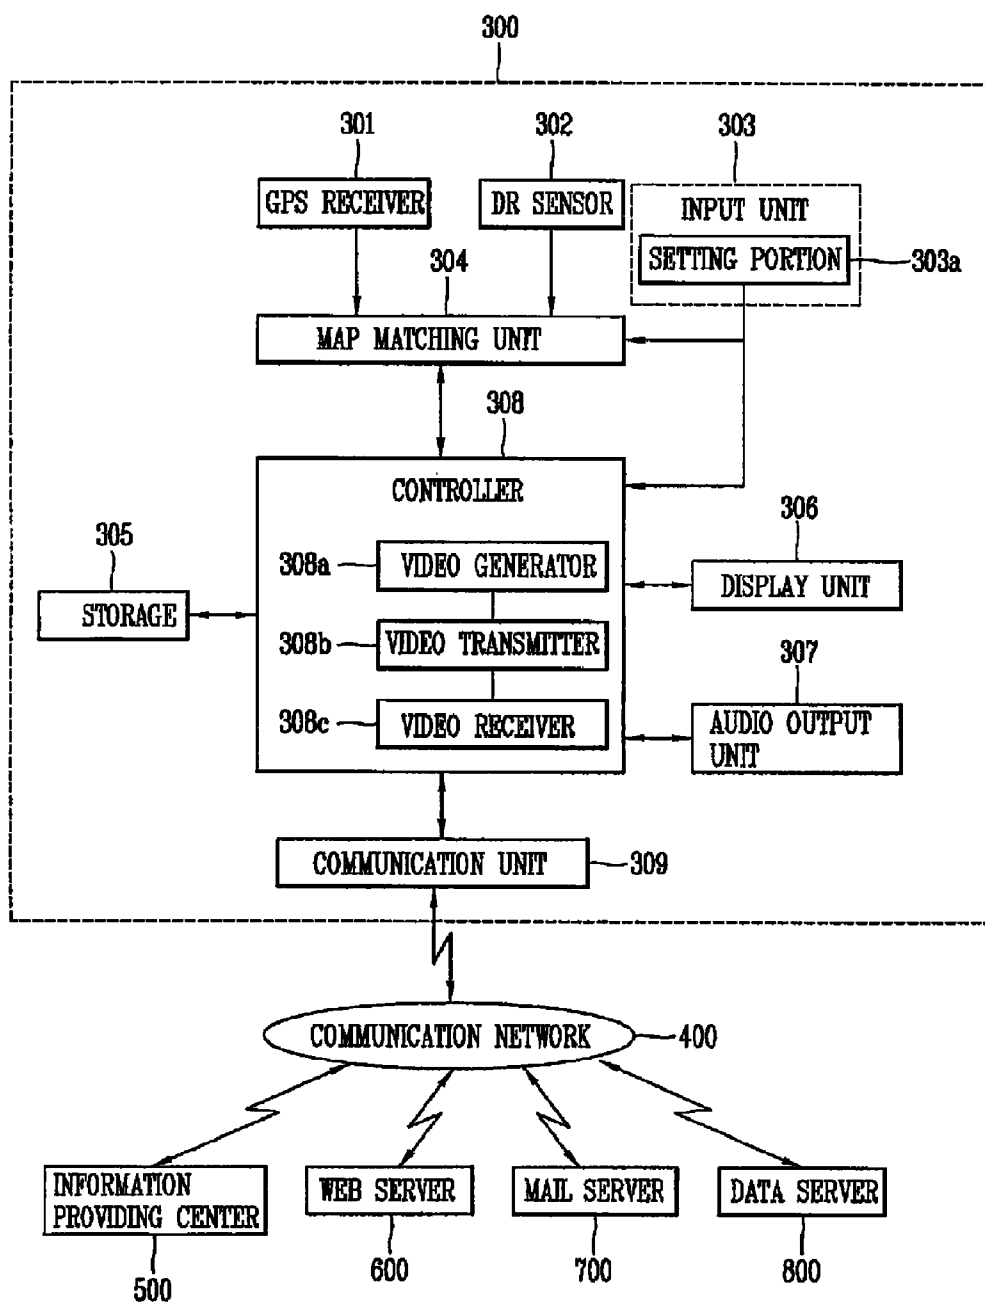 300
301
302
303
GPS RECEIVER
DR SENSOR
INPUT UNIT
SETTING PORTION
303a
304
MAP MATCHING UNIT
308
CONTROLLER
305
STORAGE
308a
VIDEO GENERATOR
308b
VIDEO TRANSMITTER
308c
VIDEO RECEIVER
306
DISPLAY UNIT
307
AUDIO OUTPUT
UNIT
COMMUNICATION UNIT
309
COMMUNICATION NETWORK
400
INFORMATION
PROVIDING CENTER
WEB SERVER
MAIL SERVER
DATA SERVER
500
600
700
800